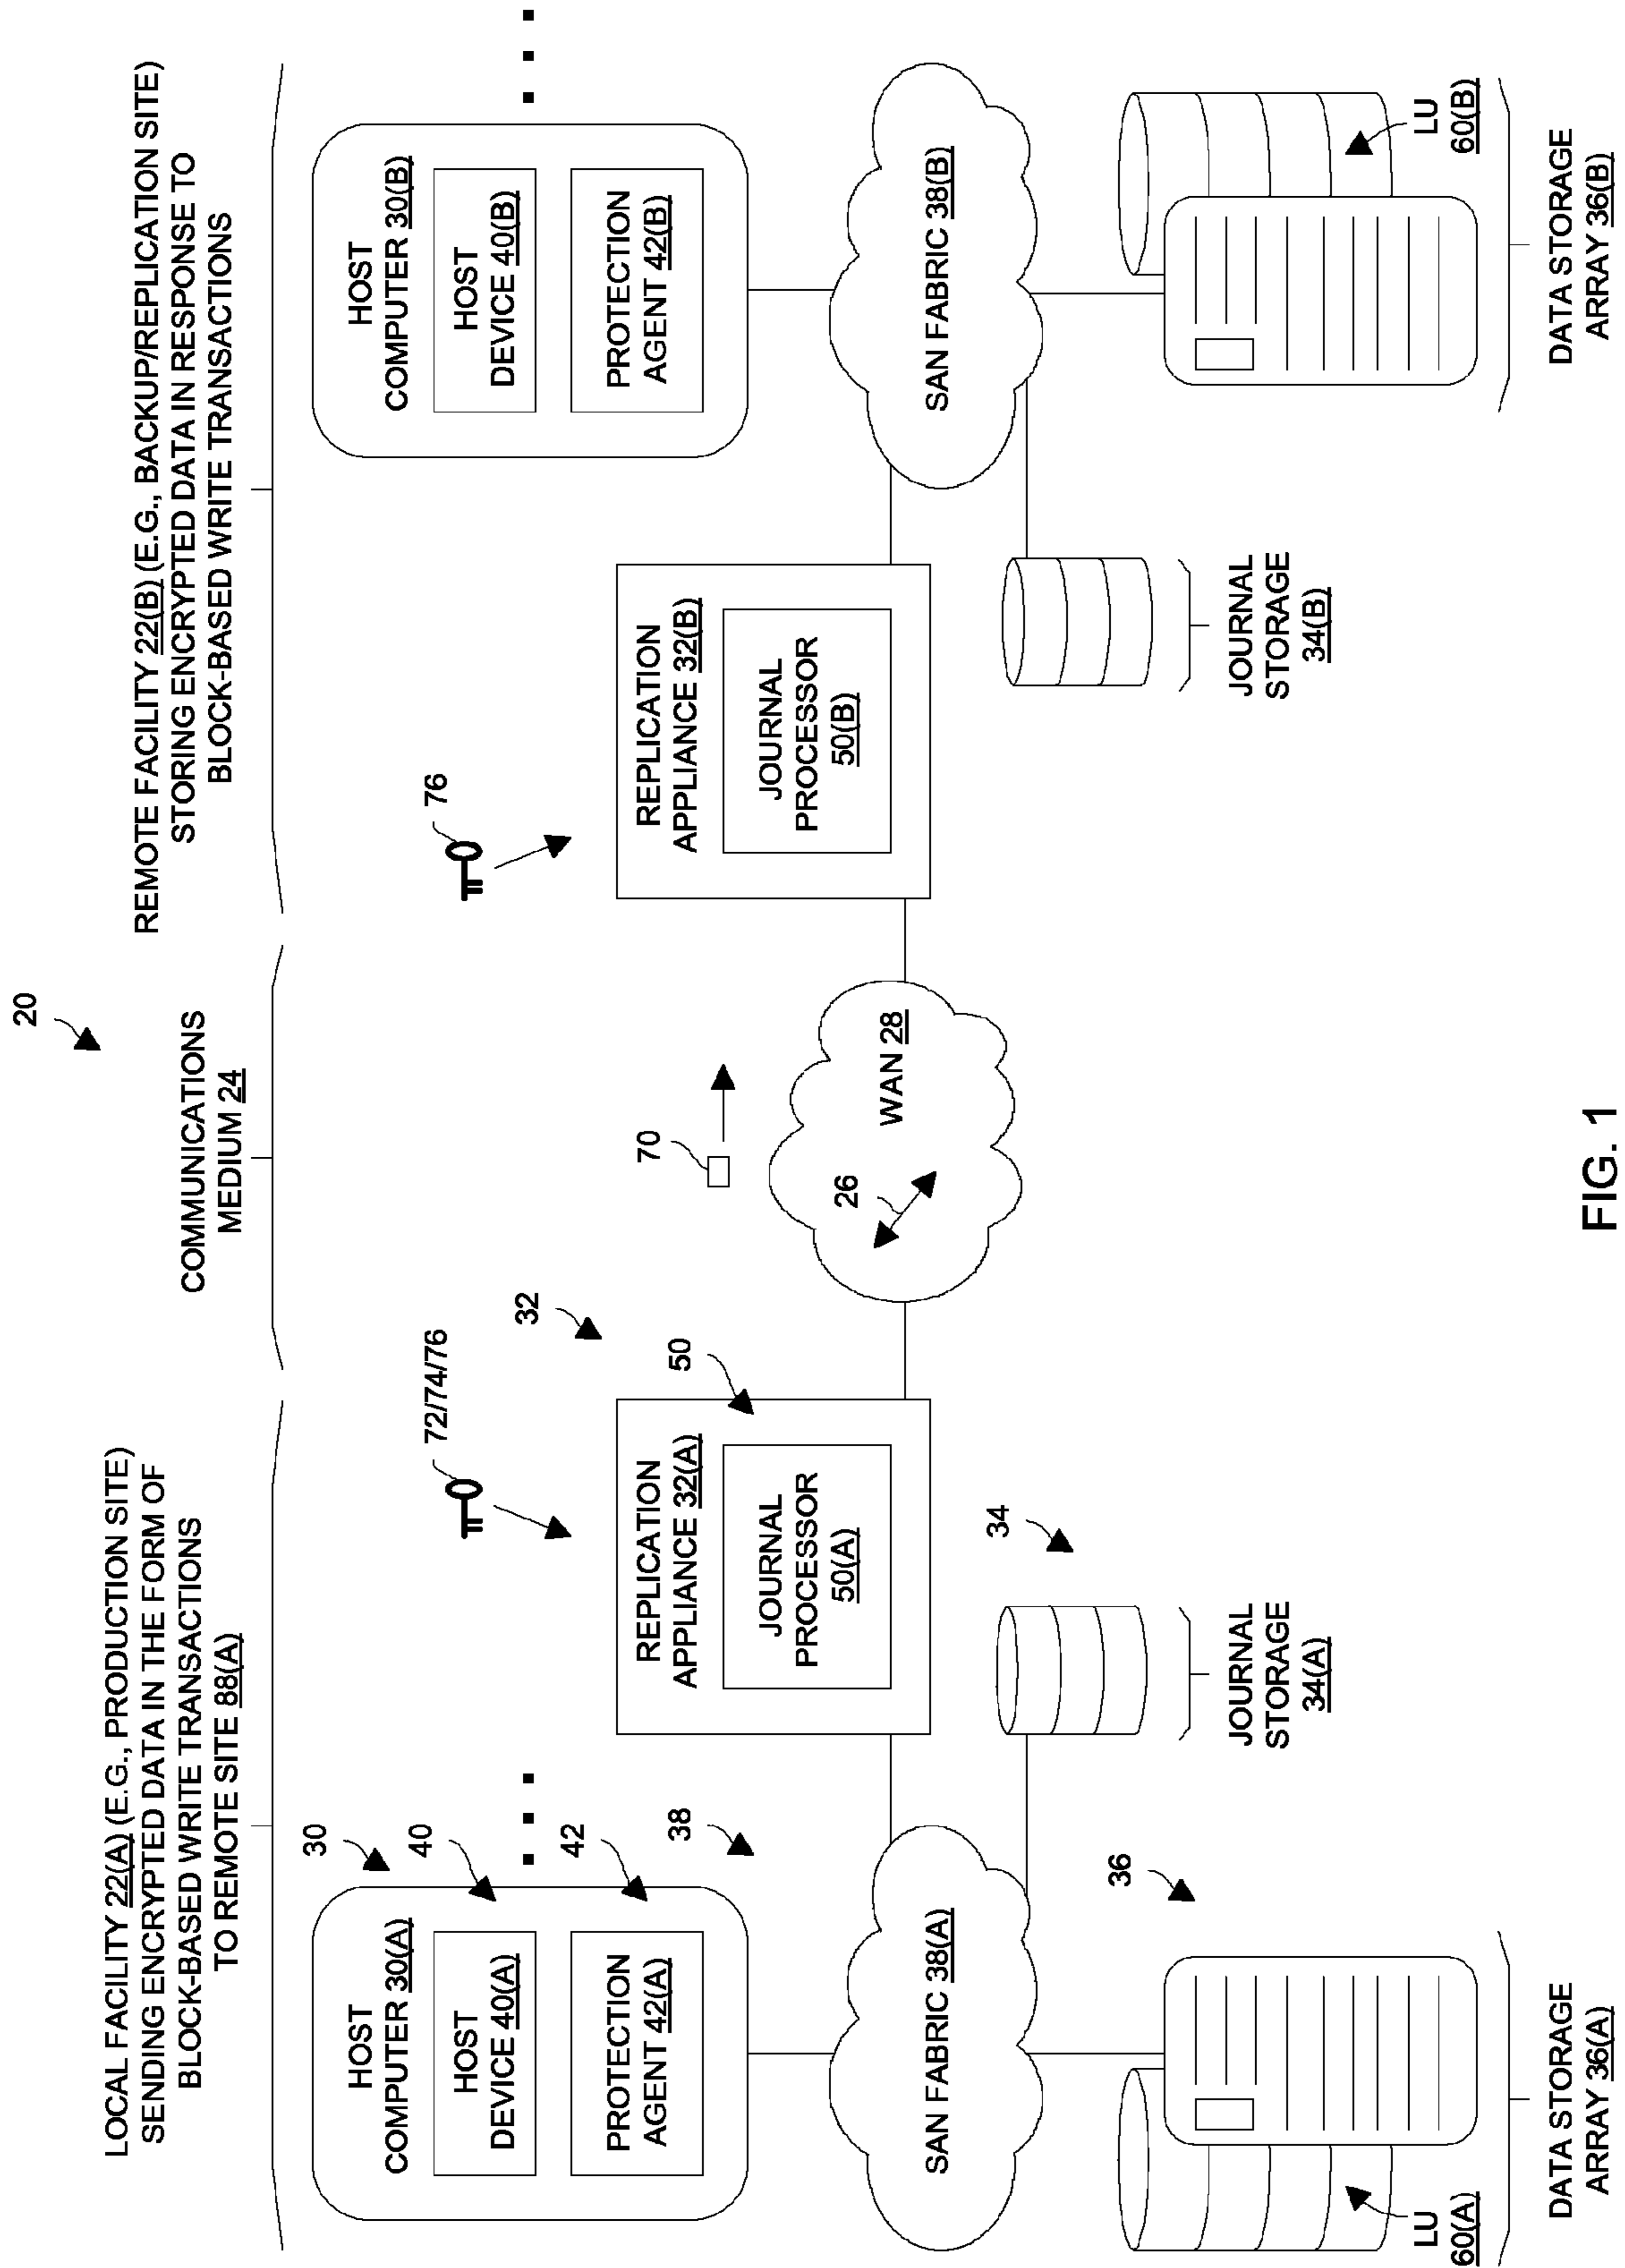 20
LOCAL FACILITY 22(A) (E.G., PRODUCTION SITE)
SENDING ENCRYPTED DATA IN THE FORM OF
BLOCK-BASED WRITE TRANSACTIONS
TO REMOTE SITE 88(A)
COMMUNICATIONS
MEDIUM 24
REMOTE FACILITY 22(B) (E.G., BACKUP/REPLICATION SITE)
STORING ENCRYPTED DATA IN RESPONSE TO
BLOCK-BASED WRITE TRANSACTIONS
30
HOST
COMPUTER 30(A)
40
HOST
DEVICE 40(A)
42
PROTECTION
AGENT 42(A)
38
72/74/76
32
REPLICATION
APPLIANCE 32(A)
50
JOURNAL
PROCESSOR
50(A)
70
26
WAN 28
76
REPLICATION
APPLIANCE 32(B)
JOURNAL
PROCESSOR
50(B)
HOST
COMPUTER 30(B)
HOST
DEVICE 40(B)
PROTECTION
AGENT 42(B)
SAN FABRIC 38(A)
34
SAN FABRIC 38(B)
36
JOURNAL
STORAGE
34(A)
JOURNAL
STORAGE
34(B)
LU
60(A)
LU
60(B)
DATA STORAGE
ARRAY 36(A)
DATA STORAGE
ARRAY 36(B)
FIG. 1